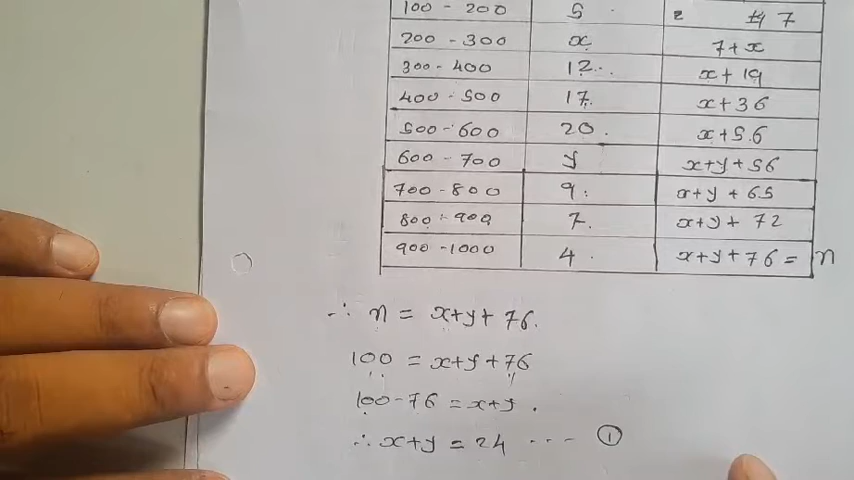 100 - 200 5 7
200 - 300 x 7+x
300 - 400 12 x+19
400 - 500 17 x+36
500 - 600 20 x+56
600 - 700 y x+y+56
700 - 800 9 x+y+65
800 - 900 7 x+y+72
900 - 1000 4 x+y+76 = n
∴ n = x+y+76.
100 = x+y+76
100-76 = x+y.
∴ x+y = 24 ---- ①